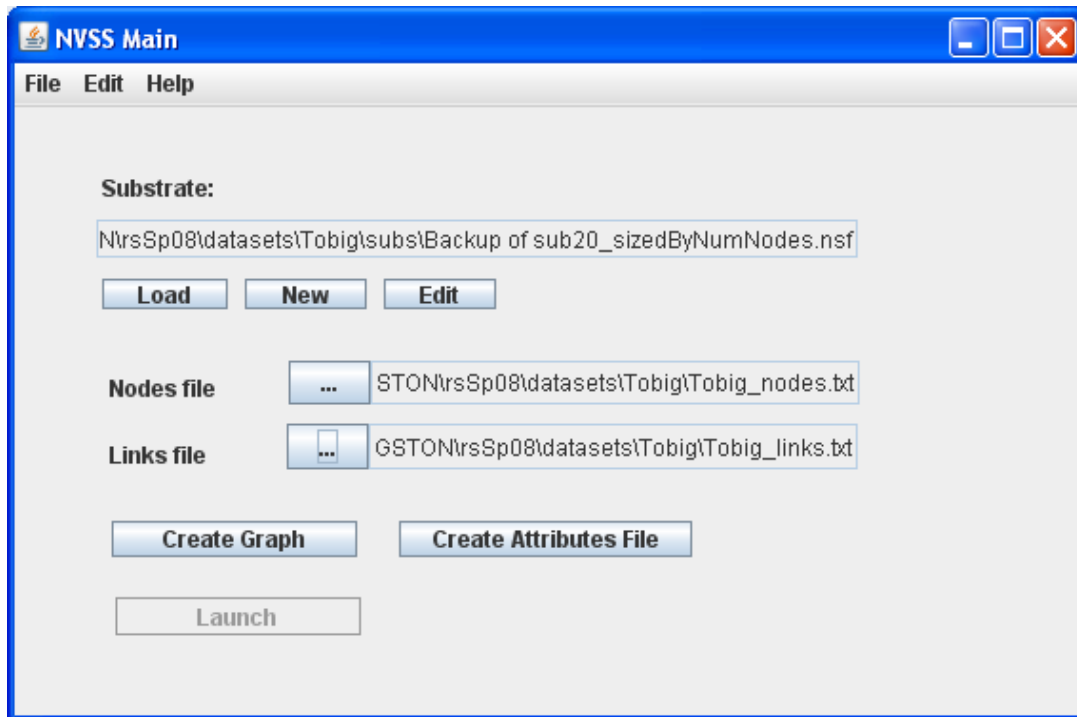 NVSS Main
File Edit Help
Substrate:
N\rsSp08\datasets\Tobig\subs\Backup of sub20_sizedByNumNodes.nsf
Load New Edit
Nodes file ... STON\rsSp08\datasets\Tobig\Tobig_nodes.txt
Links file ... GSTON\rsSp08\datasets\Tobig\Tobig_links.txt
Create Graph Create Attributes File
Launch